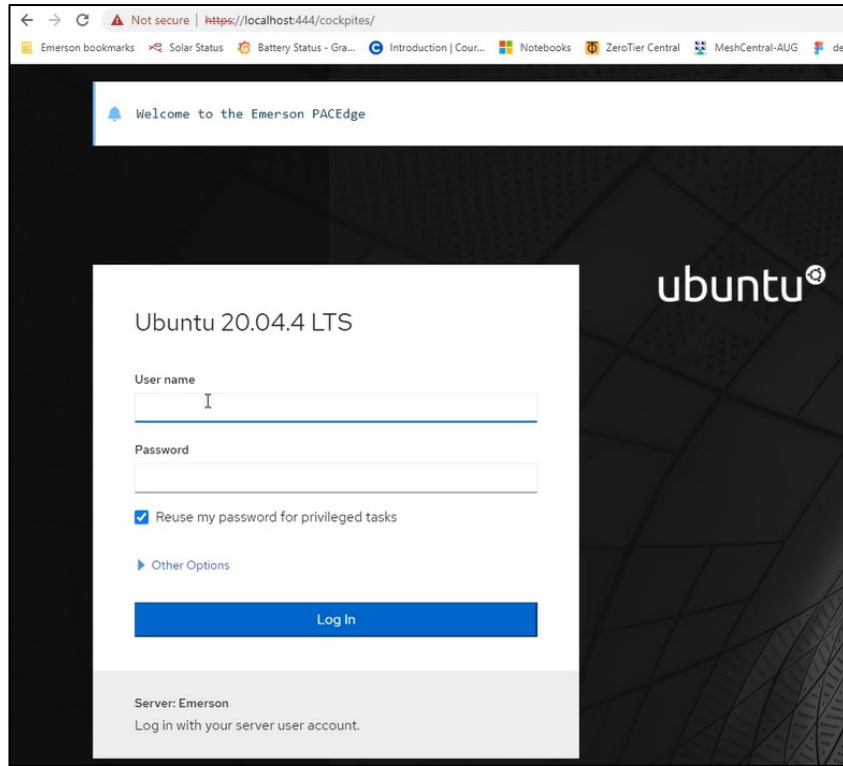 Not secure | https://localhost:444/cockpites/
Emerson bookmarks Solar Status Battery Status - Gra... Introduction | Cour... Notebooks ZeroTier Central MeshCentral-AUG de
Welcome to the Emerson PACEdge
ubuntu
Ubuntu 20.04.4 LTS
User name
Password
Reuse my password for privileged tasks
Other Options
Log In
Server: Emerson
Log in with your server user account.